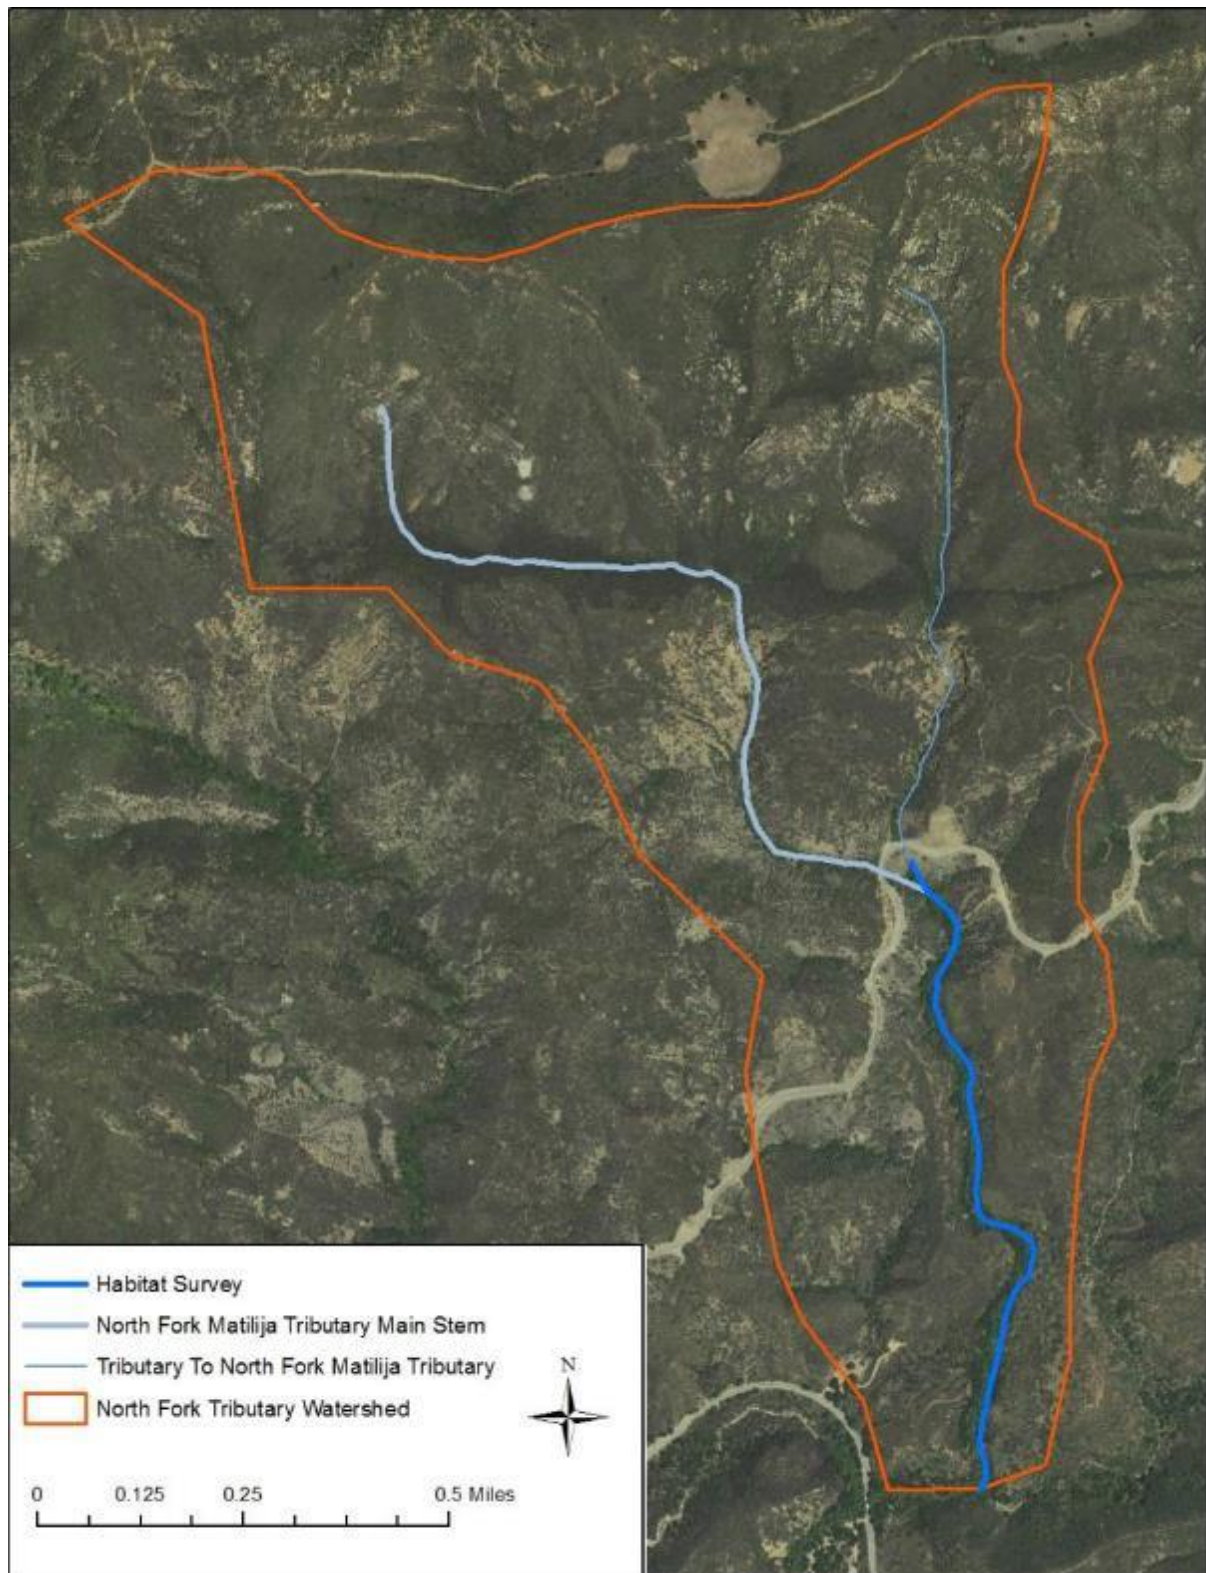 Habitat Survey
North Fork Matilija Tributary Main Stem
Tributary To North Fork Matilija Tributary
North Fork Tributary Watershed
N
0 0.125 0.25 0.5 Miles